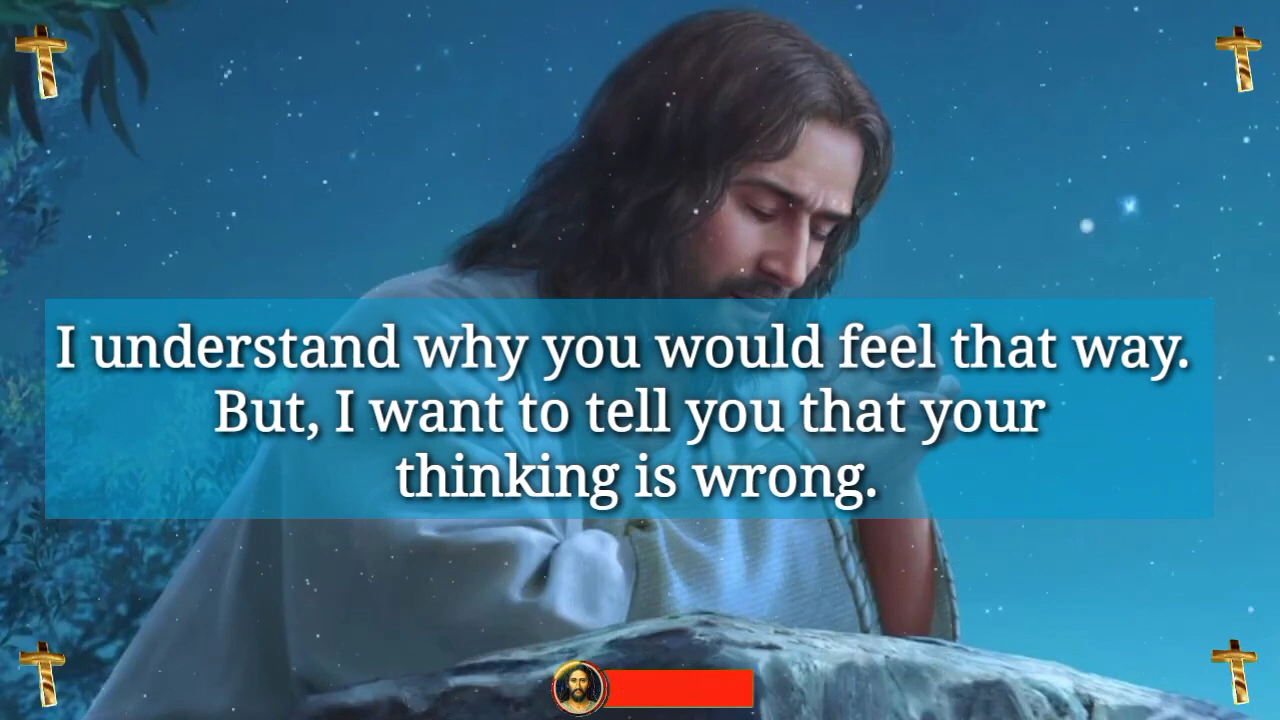 I understand why you would feel that way.
But, I want to tell you that your
thinking is wrong.